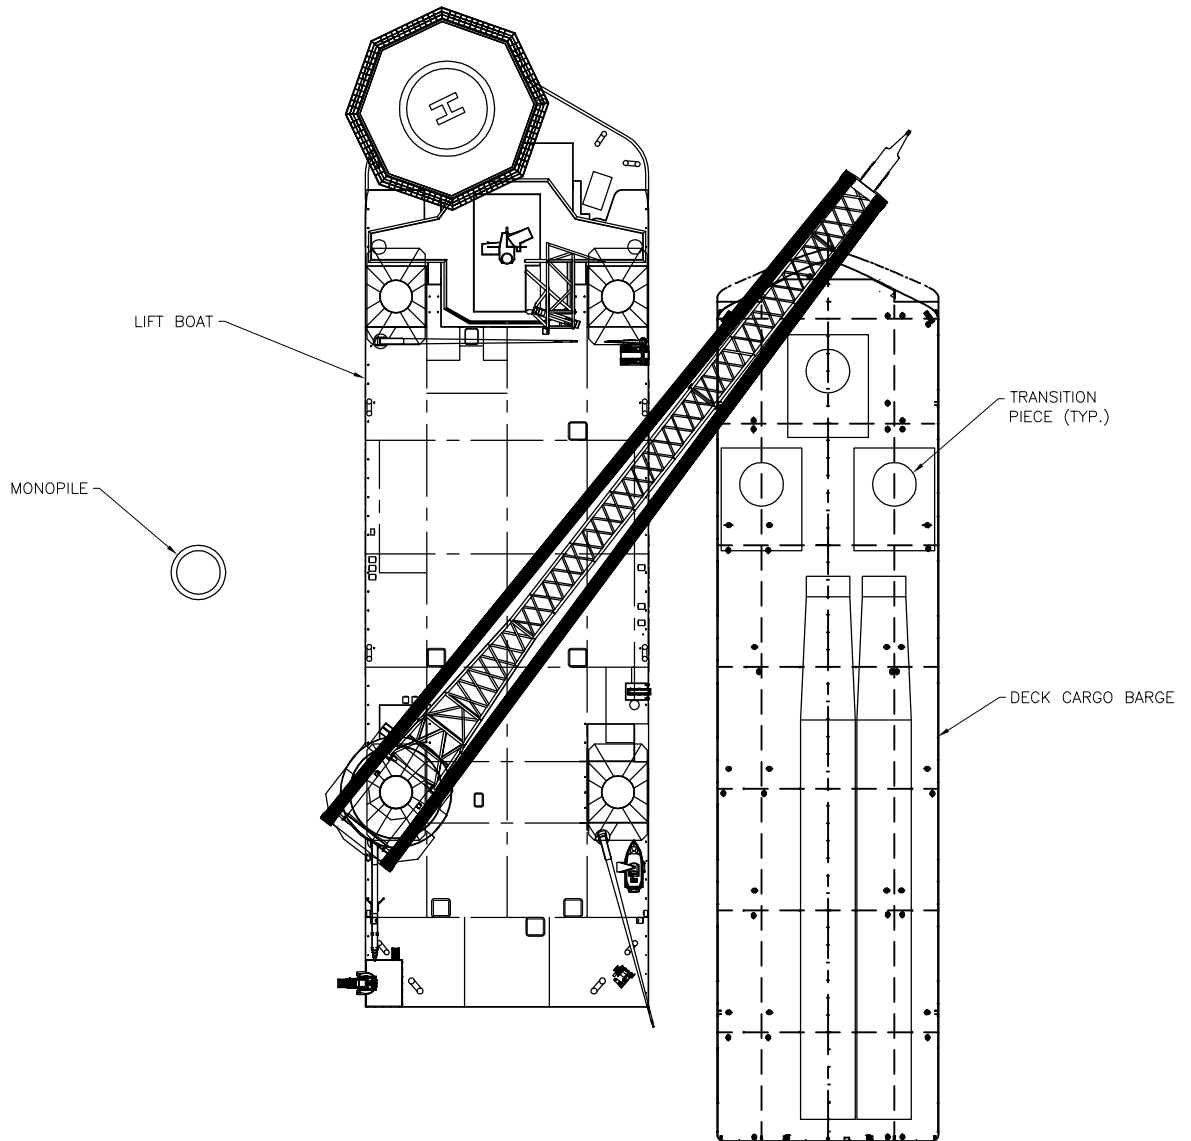 H
LIFT BOAT
TRANSITION
PIECE (TYP.)
MONOPILE
DECK CARGO BARGE